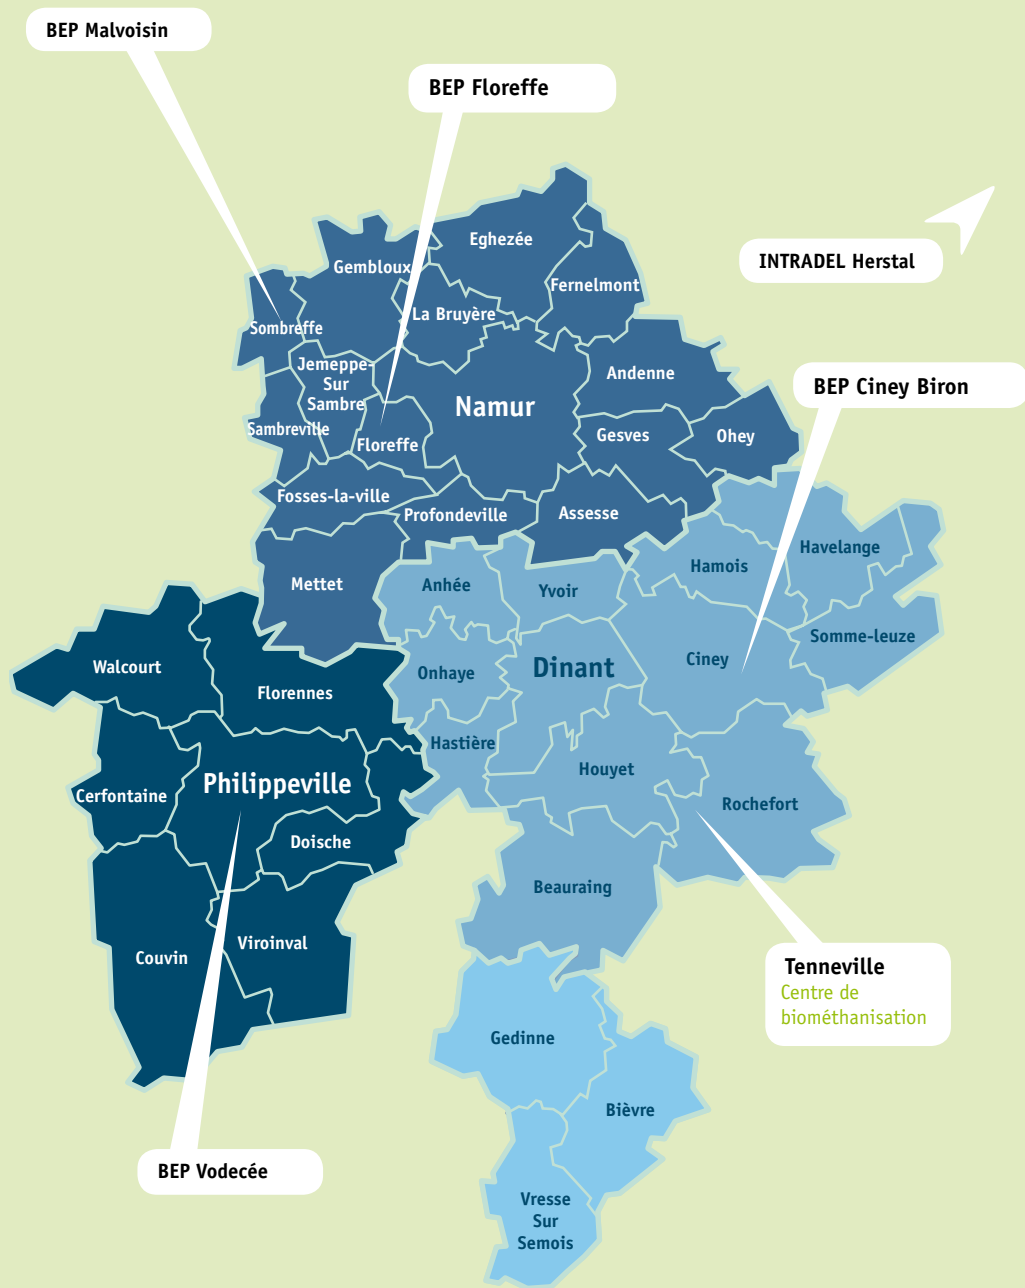 BEP Malvoisin
BEP Floreffe
Eghezée
INTRADEL Herstal
Gembloux
Fernelmont
La Bruyère
Sombreffe
Jemeppe-
Sur
Sambre
Andenne
BEP Ciney Biron
Namur
Sambreville
Floreffe
Gesves
Ohey
Fosses-la-ville
Profondeville
Assesse
Havelange
Hamois
Mettet
Anhée
Yvoir
Somme-leuze
Walcourt
Florennes
Onhaye
Dinant
Ciney
Hastière
Houyet
Cerfontaine
Philippeville
Rochefort
Doische
Beauraing
Couvin
Viroinval
Tenneville
Centre de
biométhanisation
Gedinne
Bièvre
BEP Vodecée
Vresse
Sur
Semois